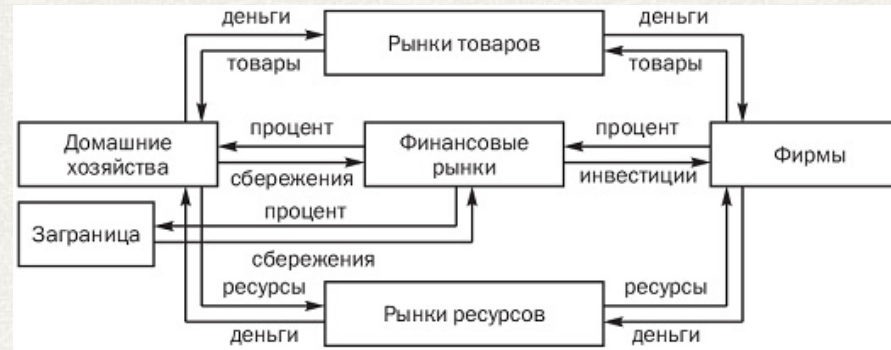 деньги
деньги
Рынки товаров
товары
товары
процент
процент
Домашние
хозяйства
Финансовые
рынки
Фирмы
сбережения
инвестиции
процент
Заграница
сбережения
ресурсы
ресурсы
Рынки ресурсов
деньги
деньги